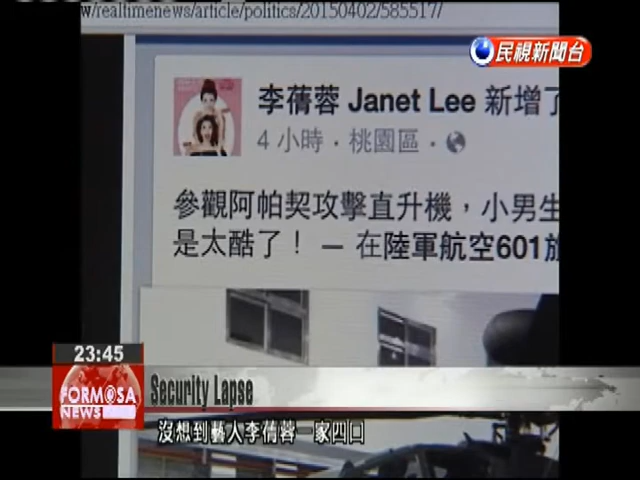 w/realtimenews/article/politics/20150402/585517/
民視新聞台
李蒨蓉 Janet Lee 新增了
4 小時 · 桃園區 ·
參觀阿帕契攻擊直升機，小男生
是太酷了！ — 在陸軍航空601旅
23:45
FORMOSA
NEWS
Security Lapse
沒想到藝人李蒨蓉一家四口